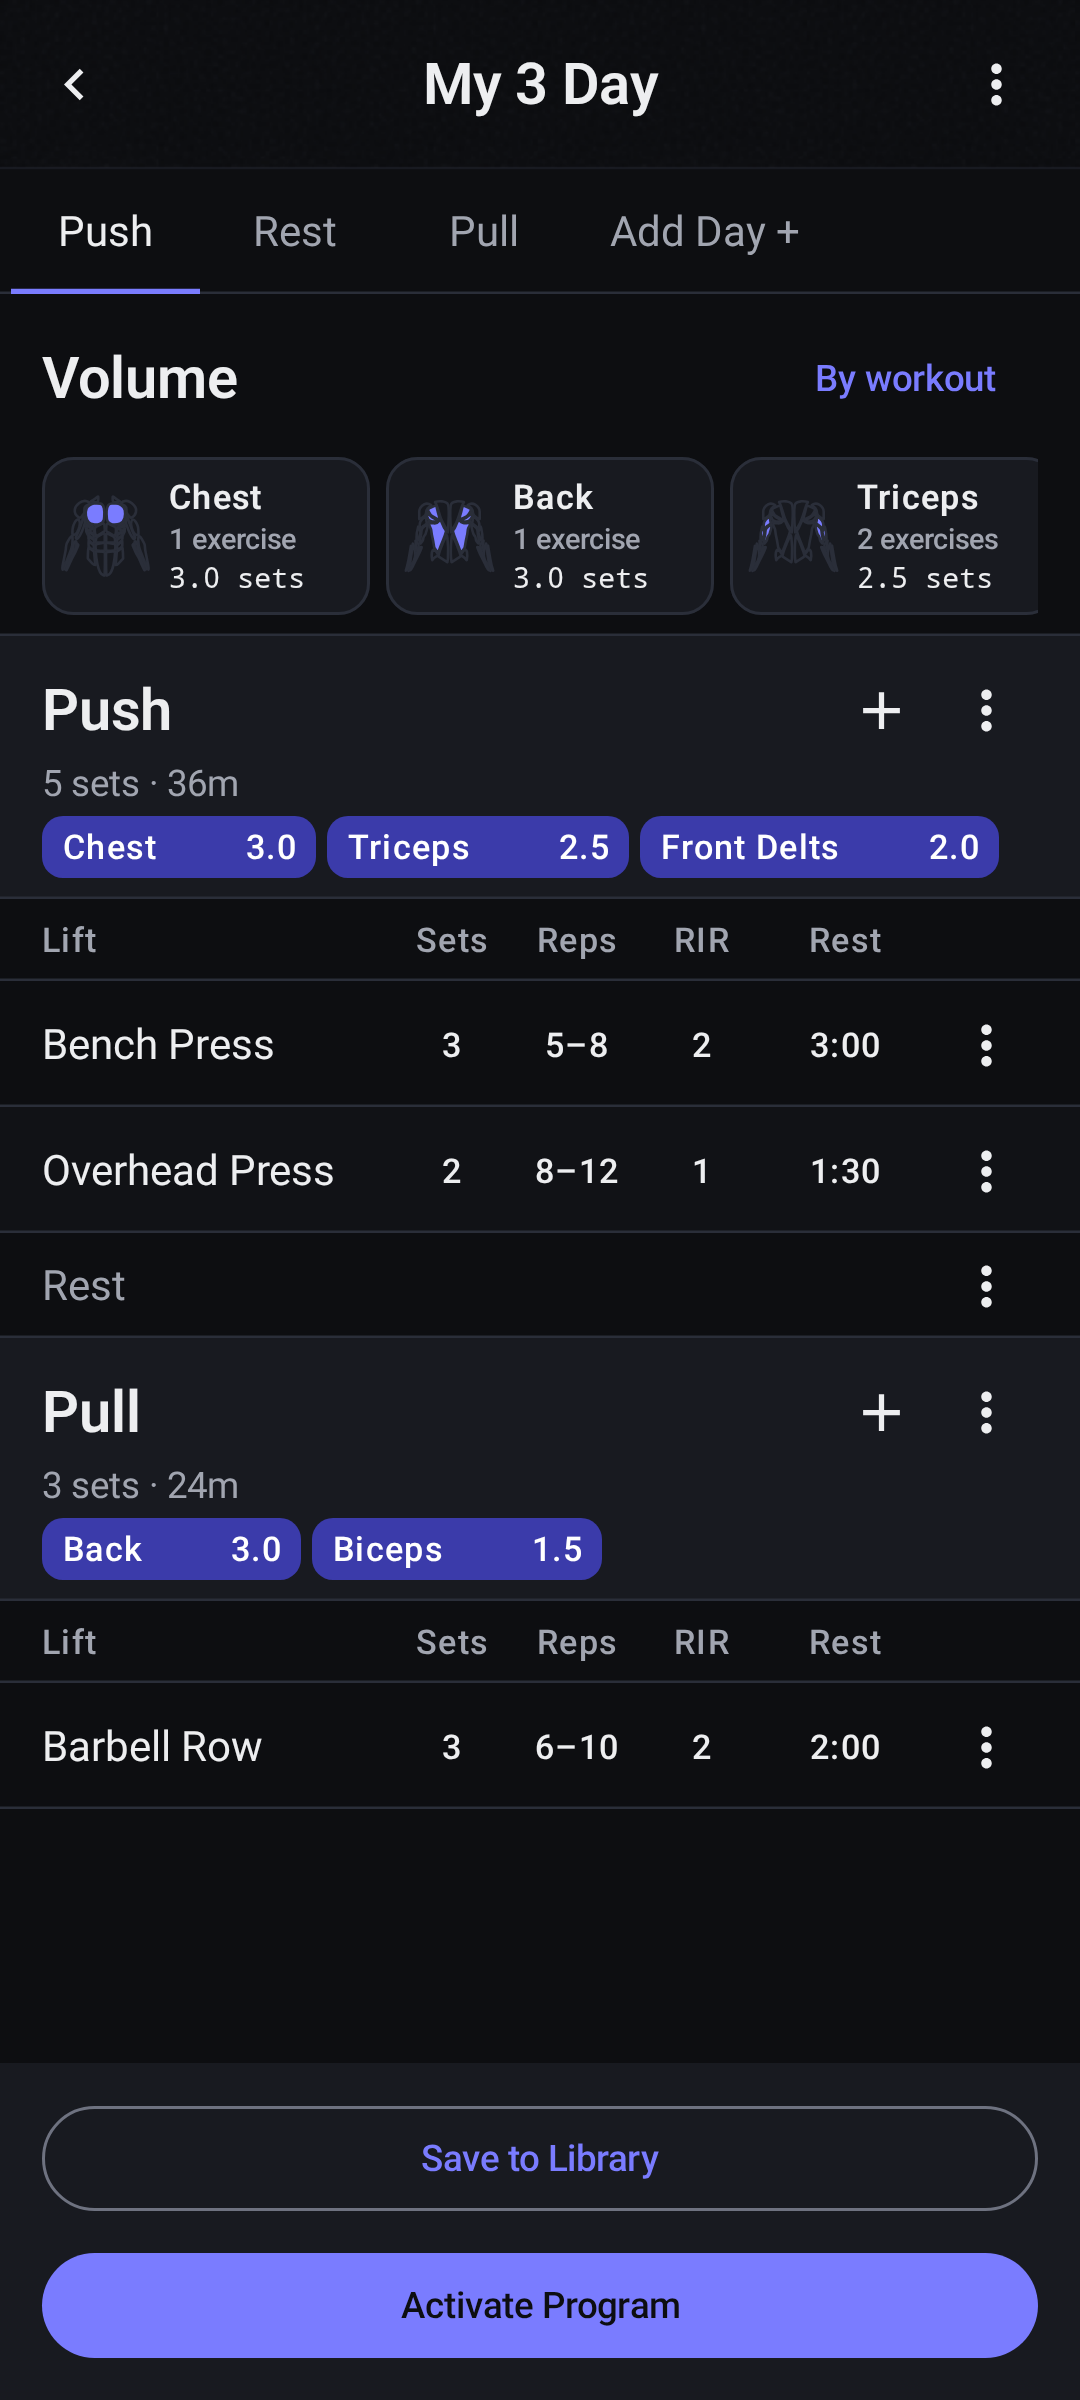 My 3 Day
Push Rest Pull Add Day +
Volume By workout
Chest
1 exercise
3.0 sets
Back
1 exercise
3.0 sets
Triceps
2 exercises
2.5 sets
Push
5 sets · 36m
Chest 3.0 Triceps 2.5 Front Delts 2.0
Lift Sets Reps RIR Rest
Bench Press 3 5–8 2 3:00
Overhead Press 2 8–12 1 1:30
Rest
Pull
3 sets · 24m
Back 3.0 Biceps 1.5
Lift Sets Reps RIR Rest
Barbell Row 3 6–10 2 2:00
Save to Library
Activate Program